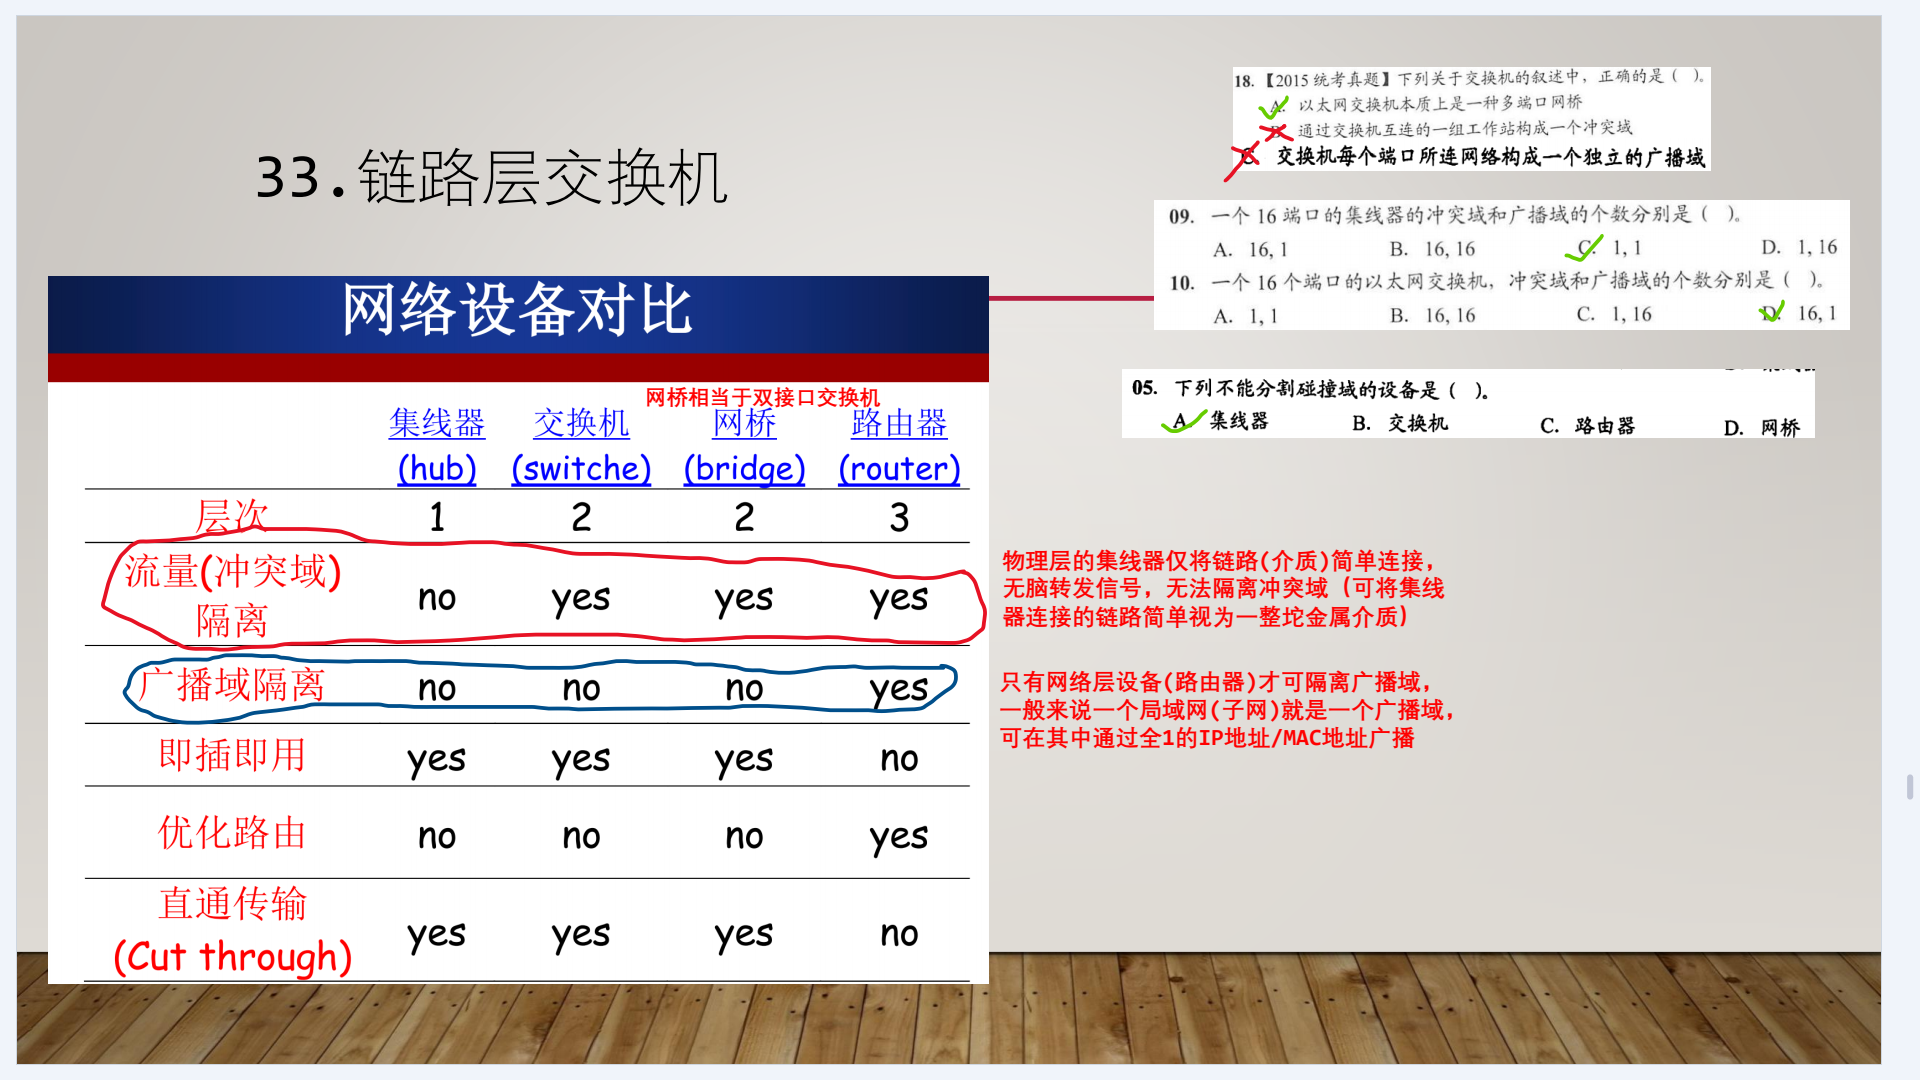 33.链路层交换机
网络设备对比
网桥相当于双接口交换机
集线器 交换机 网桥 路由器
(hub) (switche) (bridge) (router)
层次 1 2 2 3
流量(冲突域)
隔离 no yes yes yes
广播域隔离 no no no yes
即插即用 yes yes yes no
优化路由 no no no yes
直通传输
(Cut through) yes yes yes no
18.【2015统考真题】下列关于交换机的叙述中，正确的是（ ）。
A. 以太网交换机本质上是一种多端口网桥
B. 通过交换机互连的一组工作站构成一个冲突域
C 交换机每个端口所连网络构成一个独立的广播域
09. 一个16端口的集线器的冲突域和广播域的个数分别是（ ）。
A. 16, 1 B. 16, 16 C. 1, 1 D. 1, 16
10. 一个16个端口的以太网交换机，冲突域和广播域的个数分别是（ ）。
A. 1, 1 B. 16, 16 C. 1, 16 D. 16, 1
05. 下列不能分割碰撞域的设备是（ ）。
A. 集线器 B. 交换机 C. 路由器 D. 网桥
物理层的集线器仅将链路(介质)简单连接，
无脑转发信号，无法隔离冲突域（可将集线
器连接的链路简单视为一整坨金属介质）
只有网络层设备(路由器)才可隔离广播域，
一般来说一个局域网(子网)就是一个广播域，
可在其中通过全1的IP地址/MAC地址广播